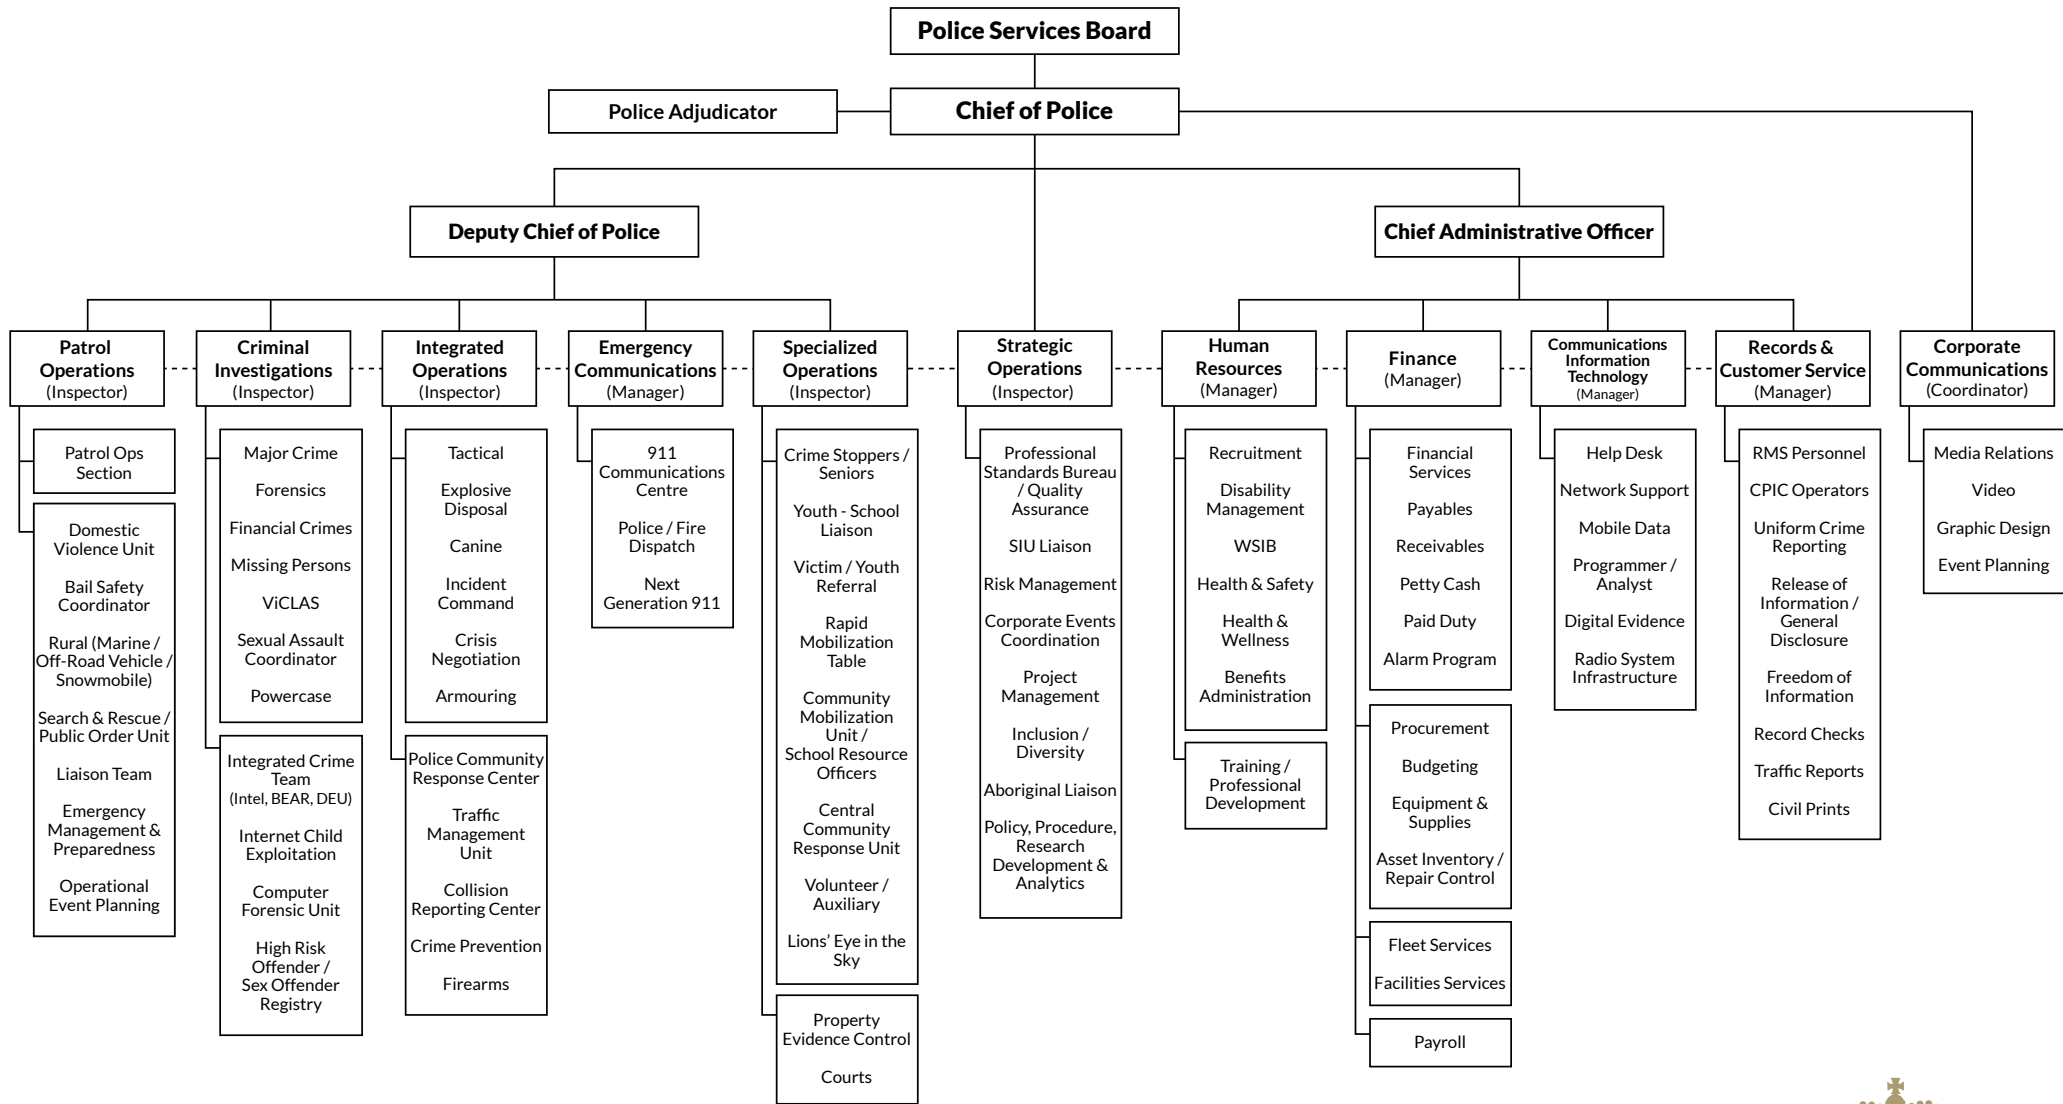 Police Services Board
Police Adjudicator
Chief of Police
Deputy Chief of Police
Chief Administrative Officer
Patrol
Operations
(Inspector)
Criminal
Investigations
(Inspector)
Integrated
Operations
(Inspector)
Emergency
Communications
(Manager)
Specialized
Operations
(Inspector)
Strategic
Operations
(Inspector)
Human
Resources
(Manager)
Finance
(Manager)
Communications
Information
Technology
(Manager)
Records &
Customer Service
(Manager)
Corporate
Communications
(Coordinator)
Patrol Ops
Section
Domestic
Violence Unit
Bail Safety
Coordinator
Rural (Marine /
Off-Road Vehicle /
Snowmobile)
Search & Rescue /
Public Order Unit
Liaison Team
Emergency
Management &
Preparedness
Operational
Event Planning
Major Crime
Forensics
Financial Crimes
Missing Persons
ViCLAS
Sexual Assault
Coordinator
Powercase
Integrated Crime
Team
(Intel, BEAR, DEU)
Internet Child
Exploitation
Computer
Forensic Unit
High Risk
Offender /
Sex Offender
Registry
Tactical
Explosive
Disposal
Canine
Incident
Command
Crisis
Negotiation
Armouring
Police Community
Response Center
Traffic
Management
Unit
Collision
Reporting Center
Crime Prevention
Firearms
911
Communications
Centre
Police / Fire
Dispatch
Next
Generation 911
Crime Stoppers /
Seniors
Youth - School
Liaison
Victim / Youth
Referral
Rapid
Mobilization
Table
Community
Mobilization
Unit /
School Resource
Officers
Central
Community
Response Unit
Volunteer /
Auxiliary
Lions’ Eye in the
Sky
Property
Evidence Control
Courts
Professional
Standards Bureau
/ Quality
Assurance
SIU Liaison
Risk Management
Corporate Events
Coordination
Project
Management
Inclusion /
Diversity
Aboriginal Liaison
Policy, Procedure,
Research
Development &
Analytics
Recruitment
Disability
Management
WSIB
Health & Safety
Health &
Wellness
Benefits
Administration
Training /
Professional
Development
Financial
Services
Payables
Receivables
Petty Cash
Paid Duty
Alarm Program
Procurement
Budgeting
Equipment &
Supplies
Asset Inventory /
Repair Control
Fleet Services
Facilities Services
Payroll
Help Desk
Network Support
Mobile Data
Programmer /
Analyst
Digital Evidence
Radio System
Infrastructure
RMS Personnel
CPIC Operators
Uniform Crime
Reporting
Release of
Information /
General
Disclosure
Freedom of
Information
Record Checks
Traffic Reports
Civil Prints
Media Relations
Video
Graphic Design
Event Planning